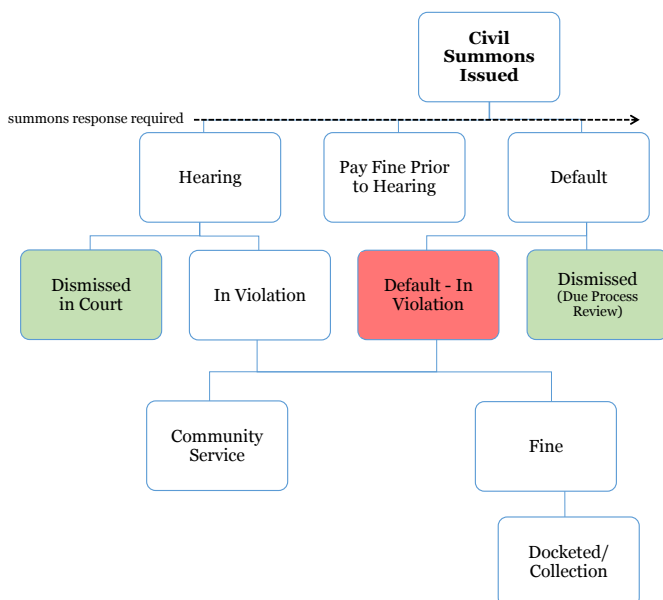 Civil
Summons
Issued
summons response required
Hearing
Pay Fine Prior
to Hearing
Default
Dismissed
in Court
In Violation
Default - In
Violation
Dismissed
(Due Process
Review)
Community
Service
Fine
Docketed/
Collection